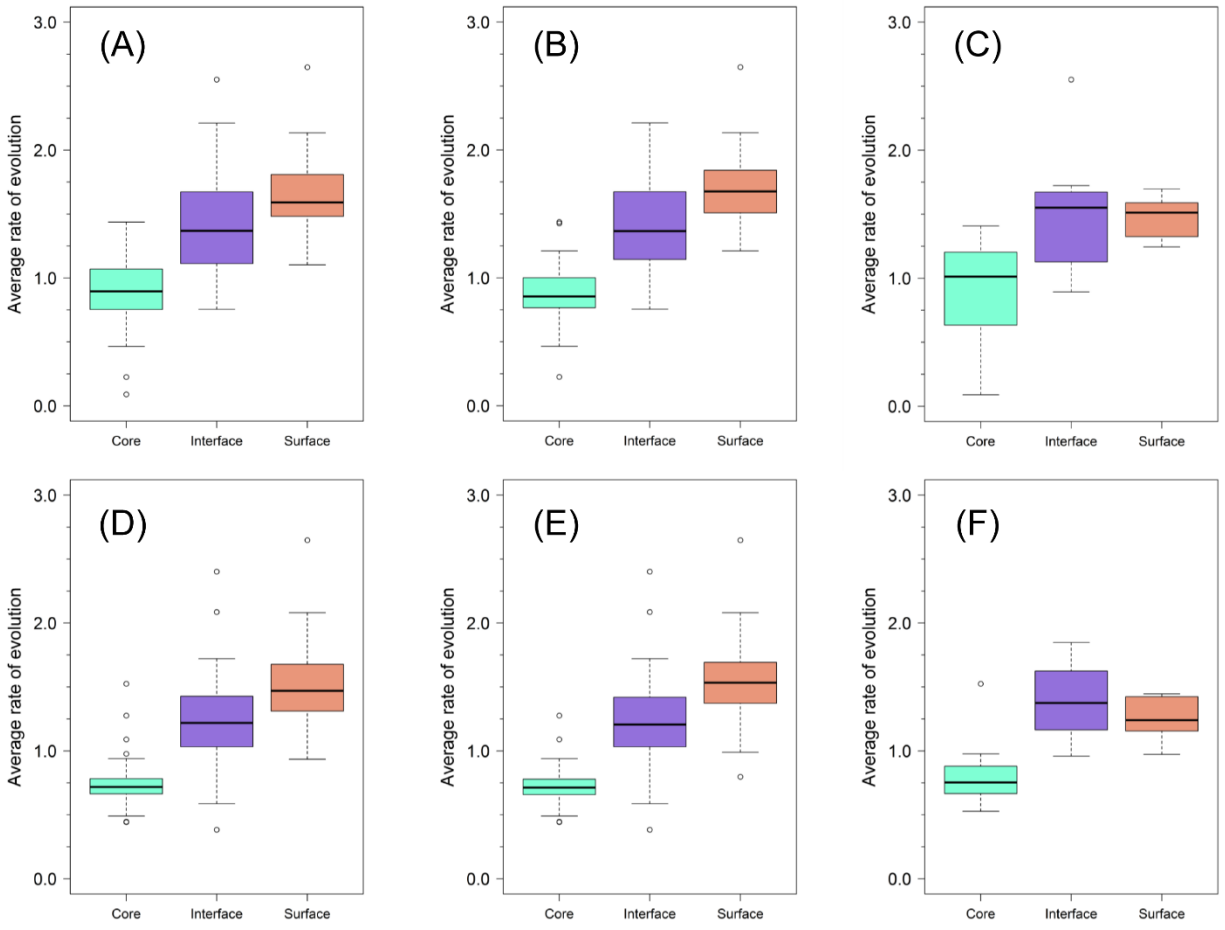 (A)
Average rate of evolution
3.0
2.0
1.0
0.0
Core Interface Surface
(B)
Average rate of evolution
3.0
2.0
1.0
0.0
Core Interface Surface
(C)
Average rate of evolution
3.0
2.0
1.0
0.0
Core Interface Surface
(D)
Average rate of evolution
3.0
2.0
1.0
0.0
Core Interface Surface
(E)
Average rate of evolution
3.0
2.0
1.0
0.0
Core Interface Surface
(F)
Average rate of evolution
3.0
2.0
1.0
0.0
Core Interface Surface